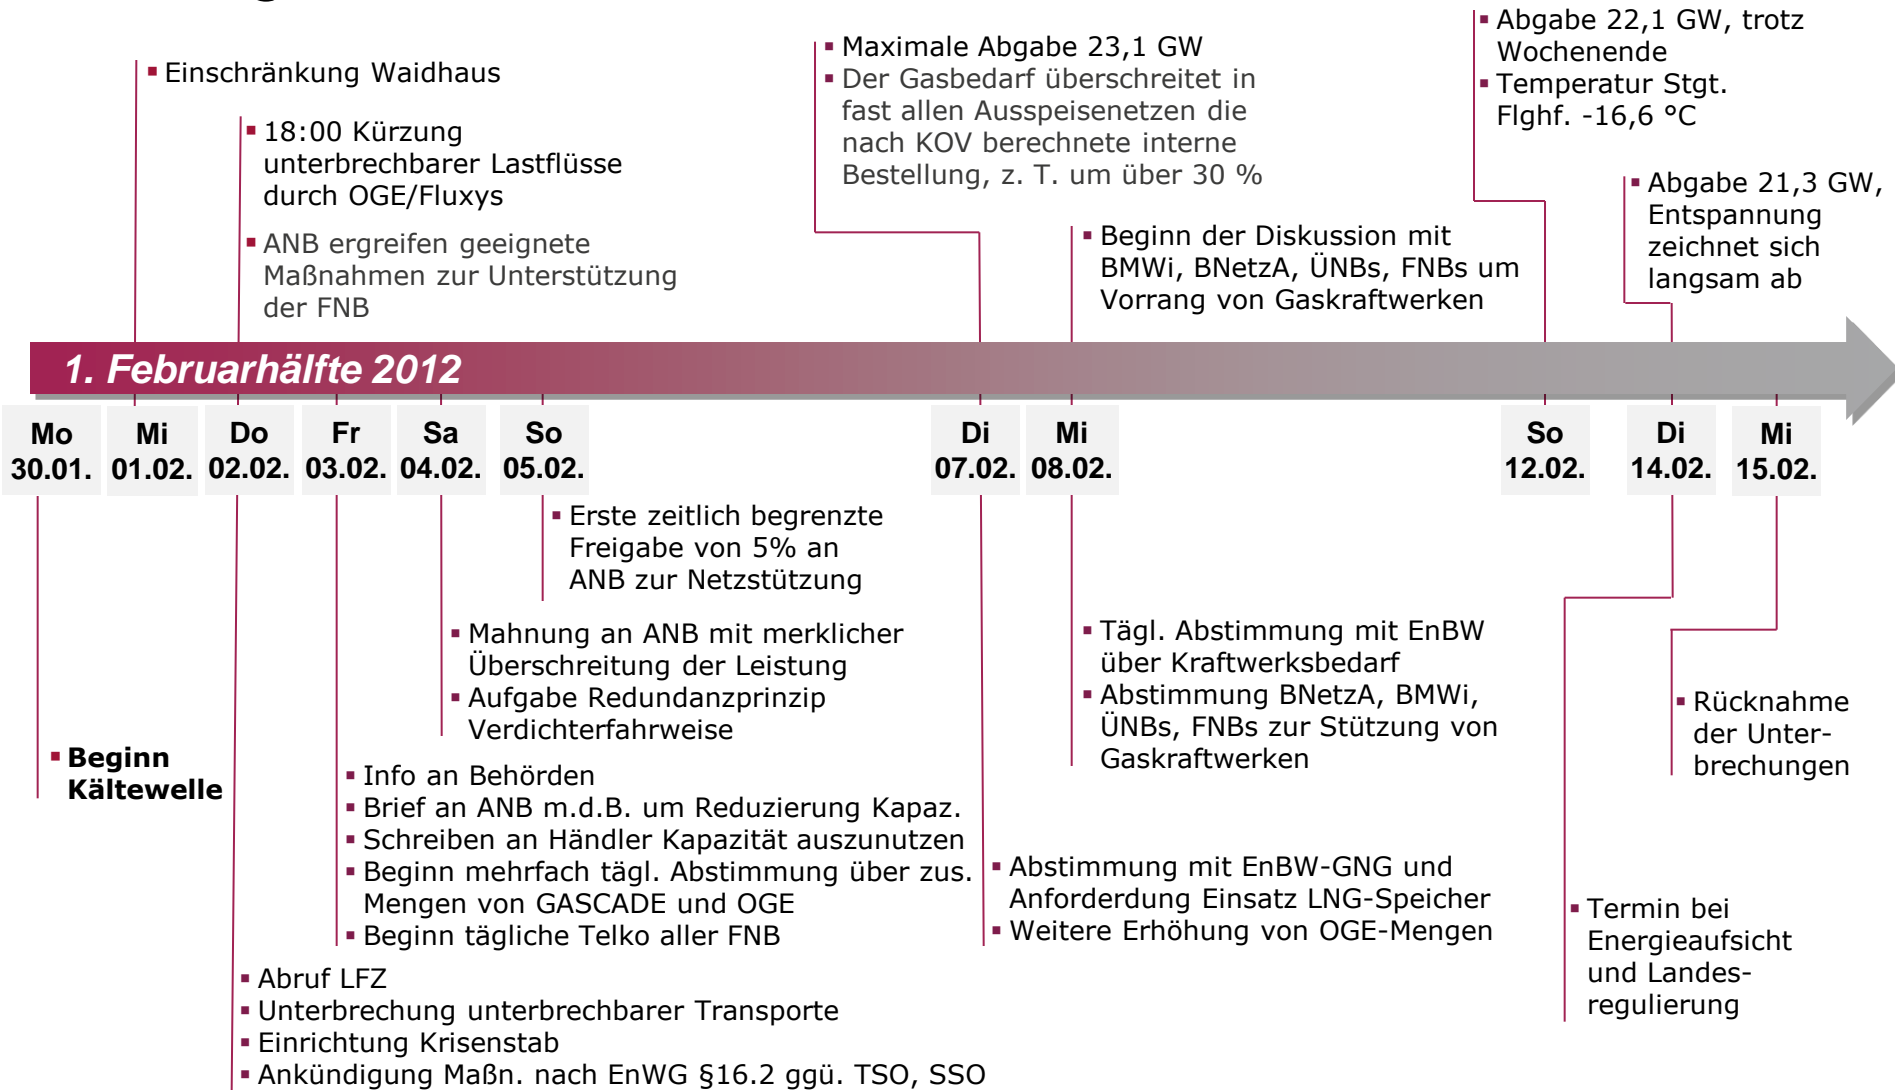 Einschränkung Waidhaus
18:00 Kürzung
unterbrechbarer Lastflüsse
durch OGE/Fluxys
ANB ergreifen geeignete
Maßnahmen zur Unterstützung
der FNB
Maximale Abgabe 23,1 GW
Der Gasbedarf überschreitet in
fast allen Ausspeisenetzen die
nach KOV berechnete interne
Bestellung, z. T. um über 30 %
Beginn der Diskussion mit
BMWi, BNetzA, ÜNBs, FNBs um
Vorrang von Gaskraftwerken
Abgabe 22,1 GW, trotz
Wochenende
Temperatur Stgt.
Flghf. -16,6 °C
Abgabe 21,3 GW,
Entspannung
zeichnet sich
langsam ab
1. Februarhälfte 2012
Mo
30.01.
Mi
01.02.
Do
02.02.
Fr
03.02.
Sa
04.02.
So
05.02.
Di
07.02.
Mi
08.02.
So
12.02.
Di
14.02.
Mi
15.02.
Beginn
Kältewelle
Abruf LFZ
Unterbrechung unterbrechbarer Transporte
Einrichtung Krisenstab
Ankündigung Maßn. nach EnWG §16.2 ggü. TSO, SSO
Info an Behörden
Brief an ANB m.d.B. um Reduzierung Kapaz.
Schreiben an Händler Kapazität auszunutzen
Beginn mehrfach tägl. Abstimmung über zus.
Mengen von GASCADE und OGE
Beginn tägliche Telko aller FNB
Mahnung an ANB mit merklicher
Überschreitung der Leistung
Aufgabe Redundanzprinzip
Verdichterfahrweise
Erste zeitlich begrenzte
Freigabe von 5% an
ANB zur Netzstützung
Abstimmung mit EnBW-GNG und
Anforderdung Einsatz LNG-Speicher
Weitere Erhöhung von OGE-Mengen
Tägl. Abstimmung mit EnBW
über Kraftwerksbedarf
Abstimmung BNetzA, BMWi,
ÜNBs, FNBs zur Stützung von
Gaskraftwerken
Termin bei
Energieaufsicht
und Landes-
regulierung
Rücknahme
der Unter-
brechungen